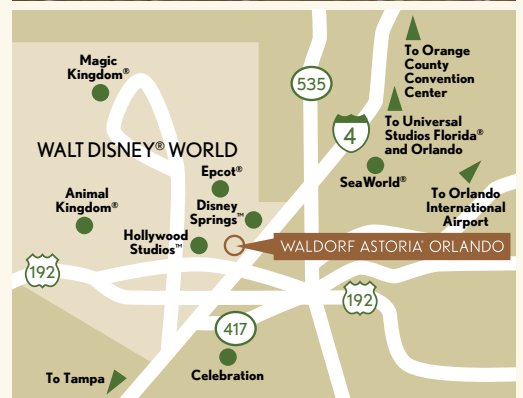 Magic
Kingdom®
To Orange
County
Convention
Center
535
4
To Universal
Studios Florida®
and Orlando
WALT DISNEY® WORLD
Epcot®
SeaWorld®
Animal
Kingdom®
Disney
Springs™
To Orlando
International
Airport
Hollywood
Studios™
WALDORF ASTORIA® ORLANDO
192
192
417
To Tampa
Celebration